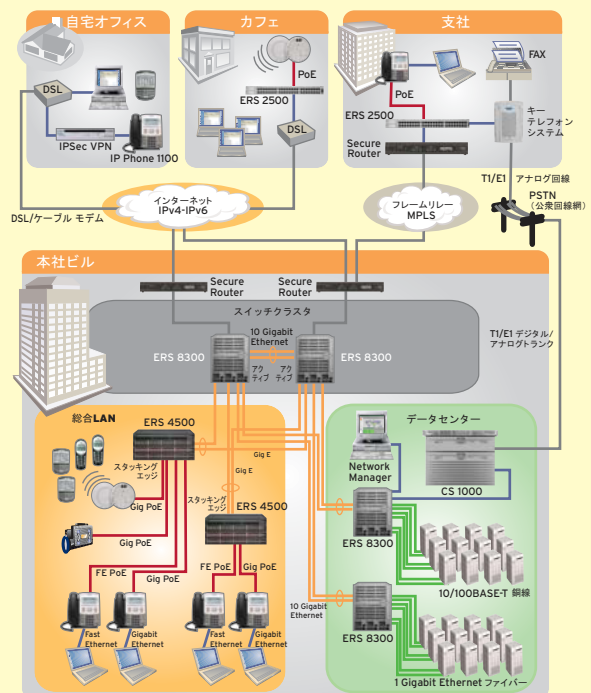 自宅オフィス
DSL
IPSec VPN
IP Phone 1100
カフェ
PoE
ERS 2500
DSL
支社
FAX
PoE
ERS 2500
Secure
Router
キー
テレフォン
システム
T1/E1 アナログ回線
PSTN
(公衆回線網)
インターネット
IPv4-IPv6
フレームリレー
MPLS
DSL/ケーブル モデム
本社ビル
Secure
Router
Secure
Router
スイッチクラスタ
10 Gigabit
Ethernet
ERS 8300
ERS 8300
アク
ティブ
アク
ティブ
T1/E1 デジタル/
アナログトランク
総合LAN
ERS 4500
スタッキング
エッジ
Gig E
Gig E
Gig PoE
スタッキング
エッジ
ERS 4500
Gig PoE
FE PoE
Gig PoE
FE PoE
Gig PoE
Fast
Ethernet
Gigabit
Ethernet
Fast
Ethernet
Gigabit
Ethernet
10 Gigabit
Ethernet
データセンター
Network
Manager
CS 1000
ERS 8300
10/100BASE-T 銅線
ERS 8300
1 Gigabit Ethernet ファイバー